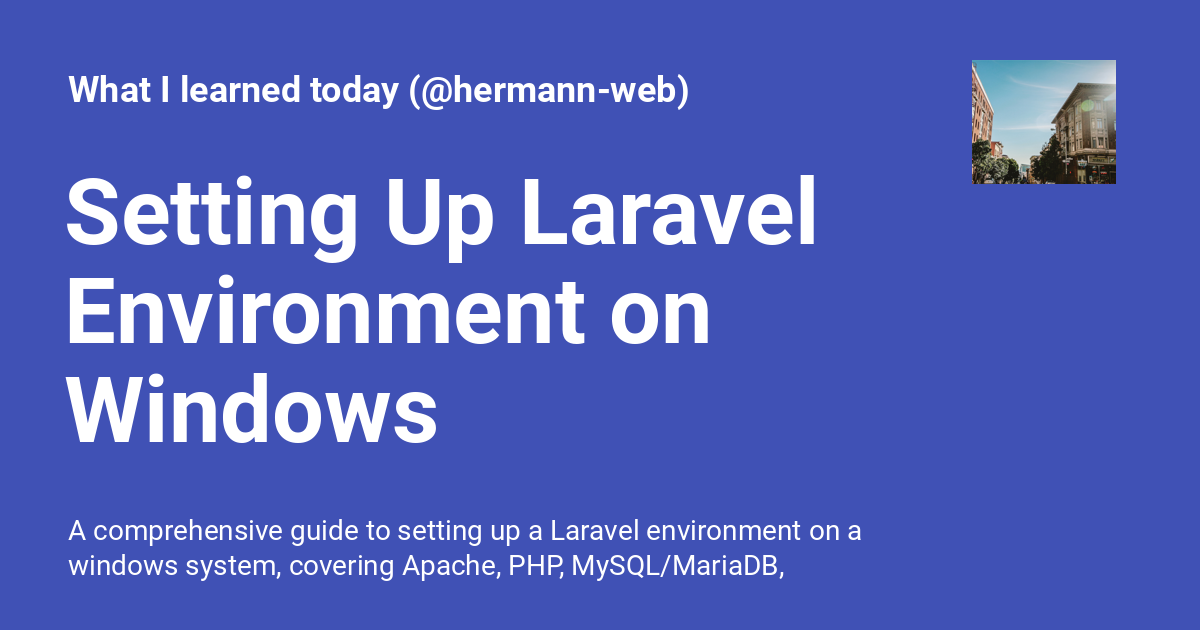 What I learned today (@hermann-web)
Setting Up Laravel
Environment on
Windows
A comprehensive guide to setting up a Laravel environment on a
windows system, covering Apache, PHP, MySQL/MariaDB,